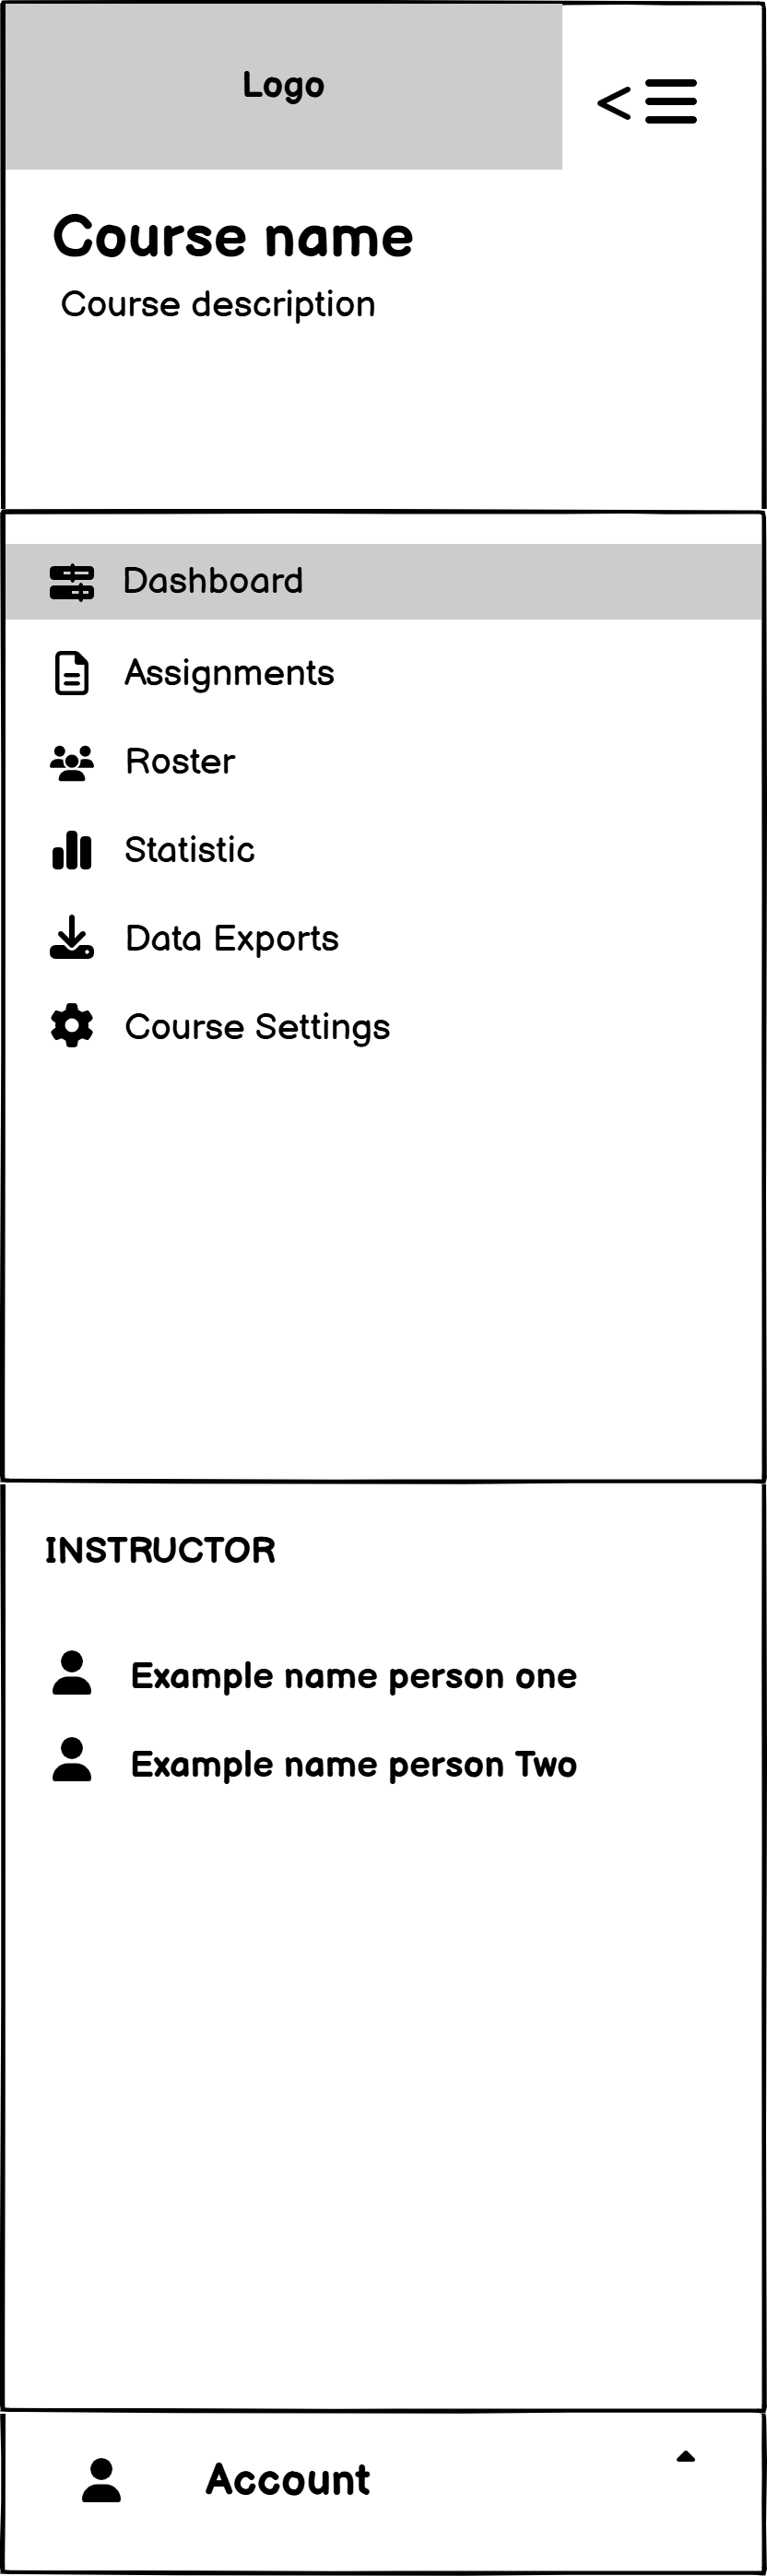 Logo
Course name
Course description
Dashboard
Assignments
Roster
Statistic
Data Exports
Course Settings
INSTRUCTOR
Example name person one
Example name person Two
Account